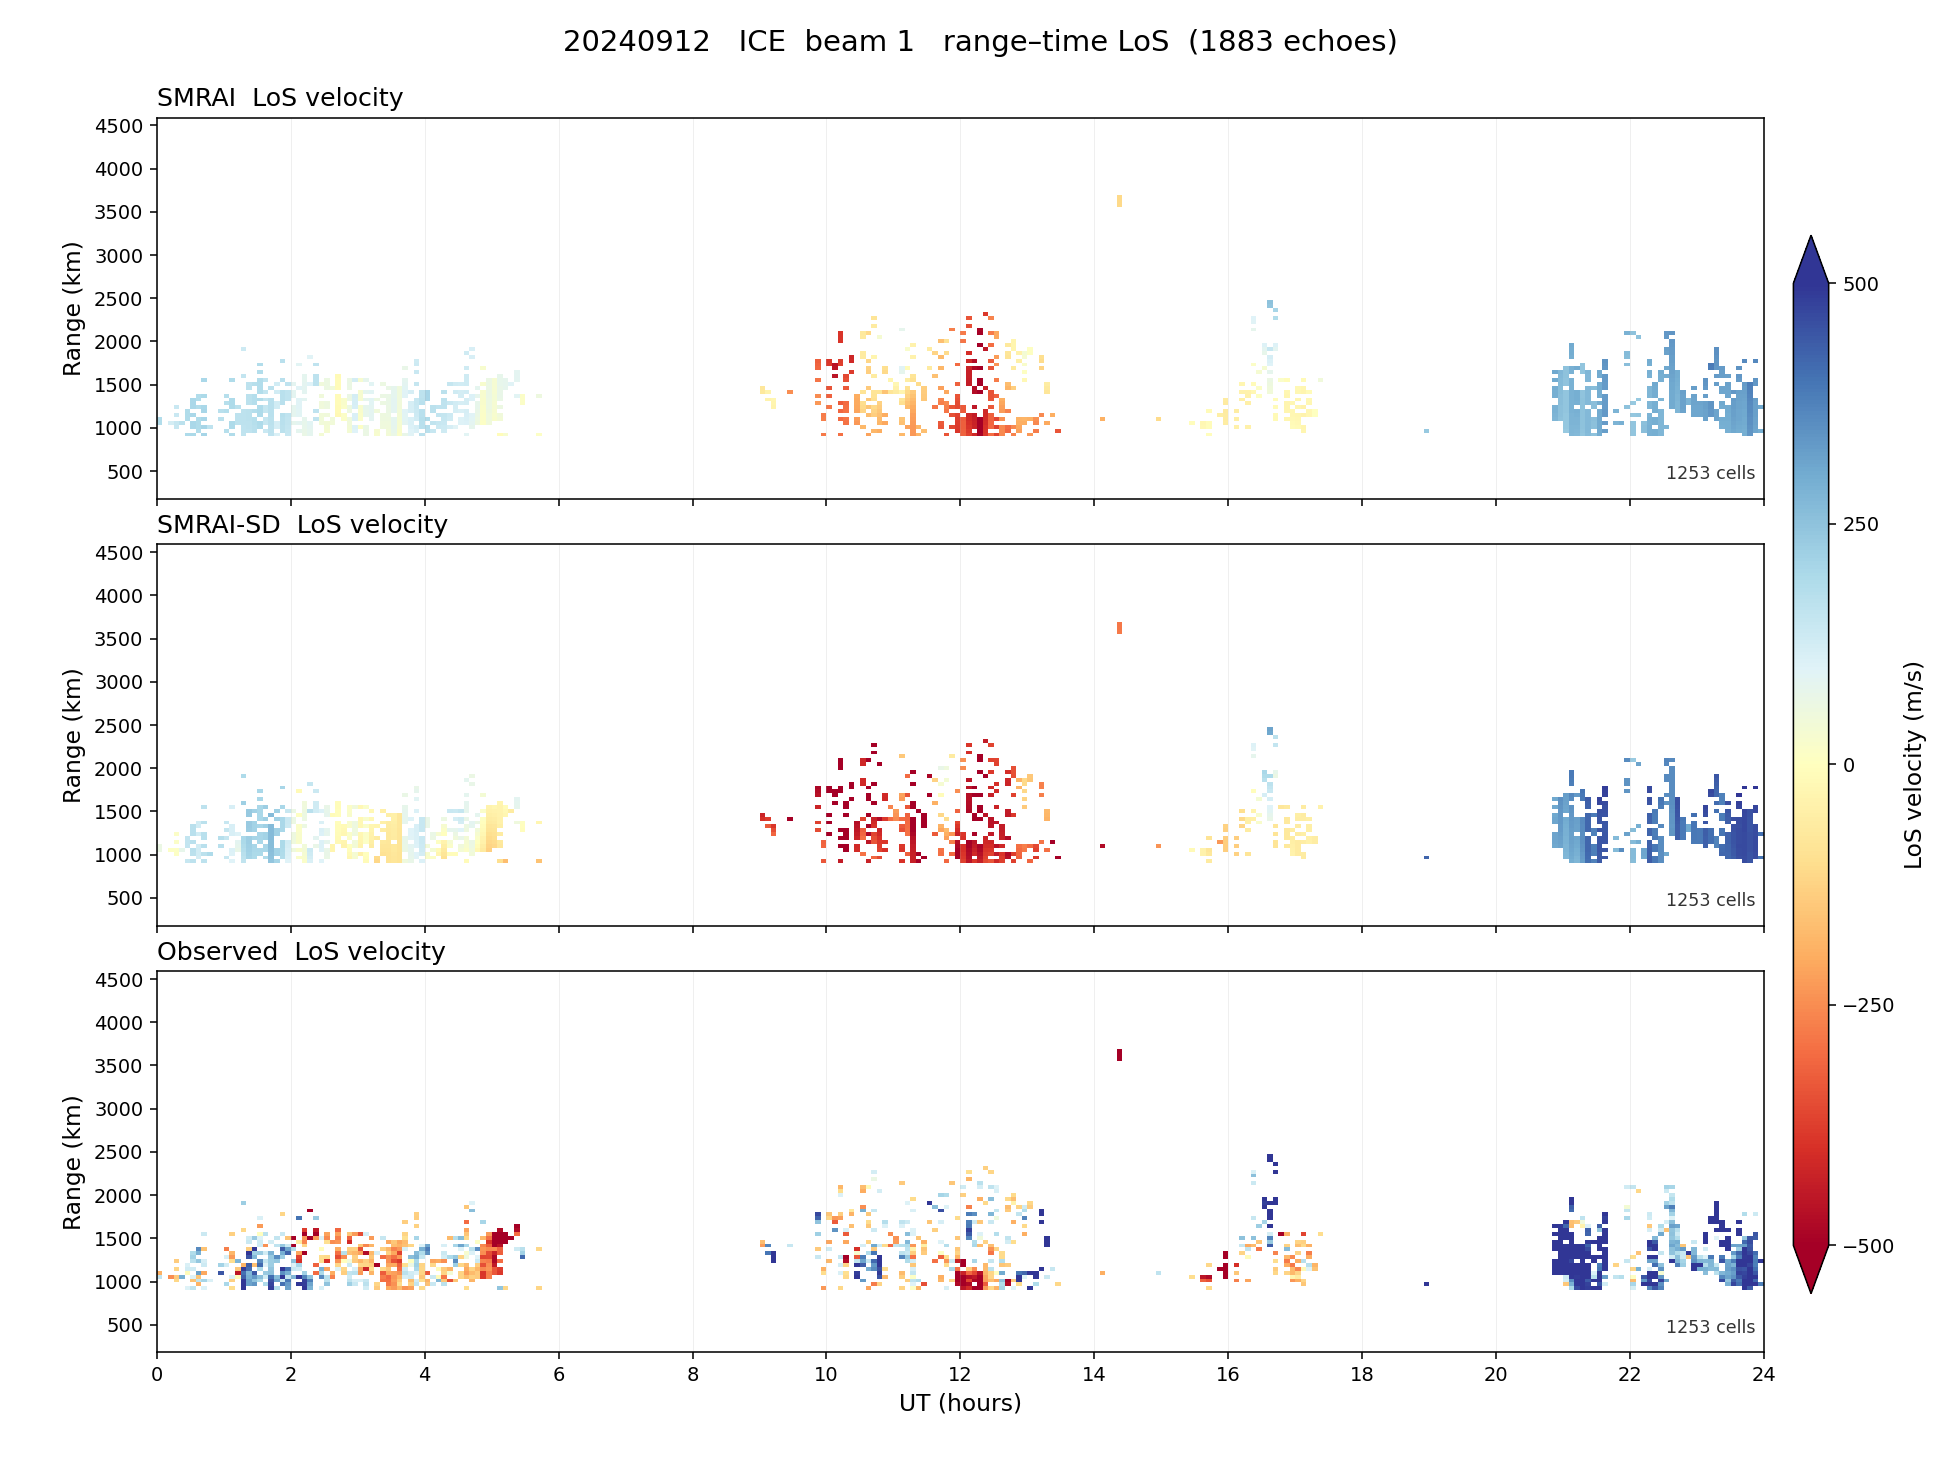 20240912   ICE  beam 1   range–time LoS  (1883 echoes)
SMRAI  LoS velocity
4500
4000
3500
3000
2500
2000
1500
1000
500
Range (km)
1253 cells
SMRAI-SD  LoS velocity
4500
4000
3500
3000
2500
2000
1500
1000
500
Range (km)
1253 cells
Observed  LoS velocity
4500
4000
3500
3000
2500
2000
1500
1000
500
Range (km)
1253 cells
0 2 4 6 8 10 12 14 16 18 20 22 24
UT (hours)
500
250
0
−250
−500
LoS velocity (m/s)